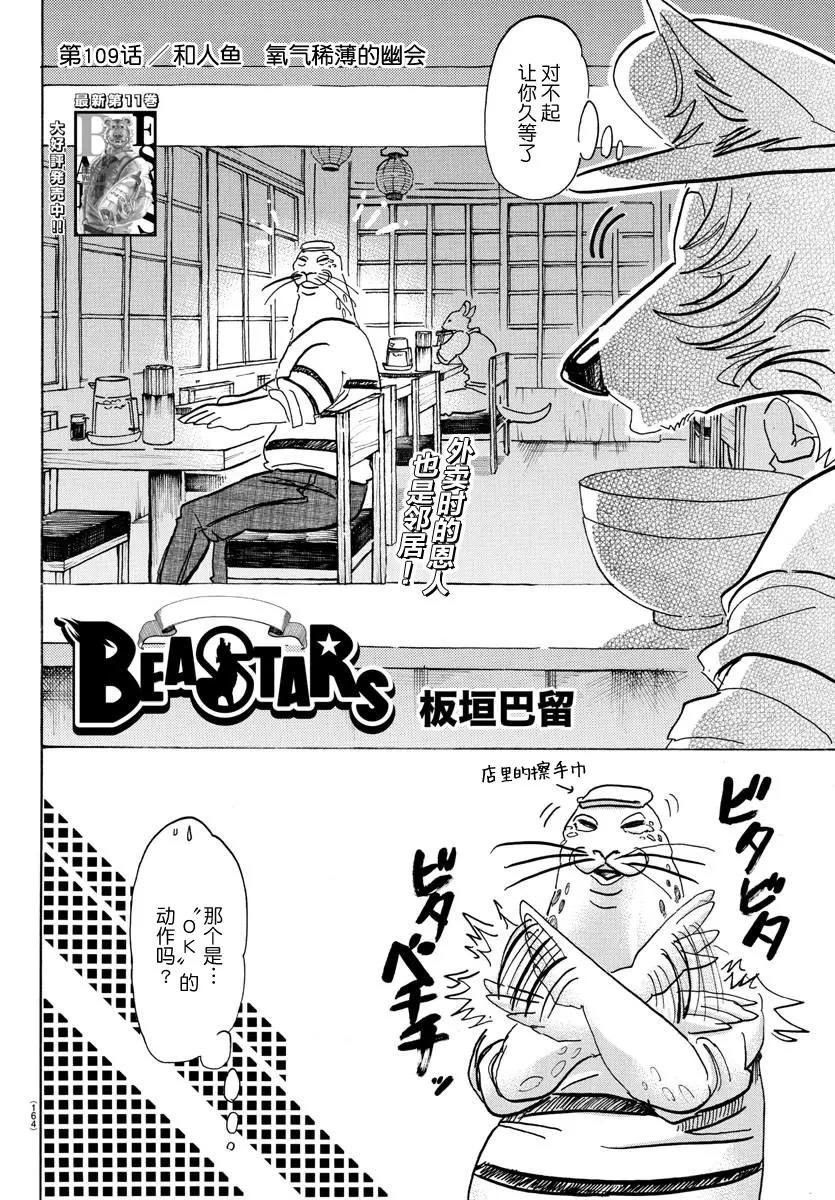 第109话／和人鱼　氧气稀薄的幽会
对不起
让你久等了
最新第11巻
大好評発売中!!
外卖时的恩人
也是邻居！
BEASTARS
板垣巴留
店里的擦手巾
ビタビタ
ビタ
ペチチ
那个是…
“OK”的
动作吗？
(164)